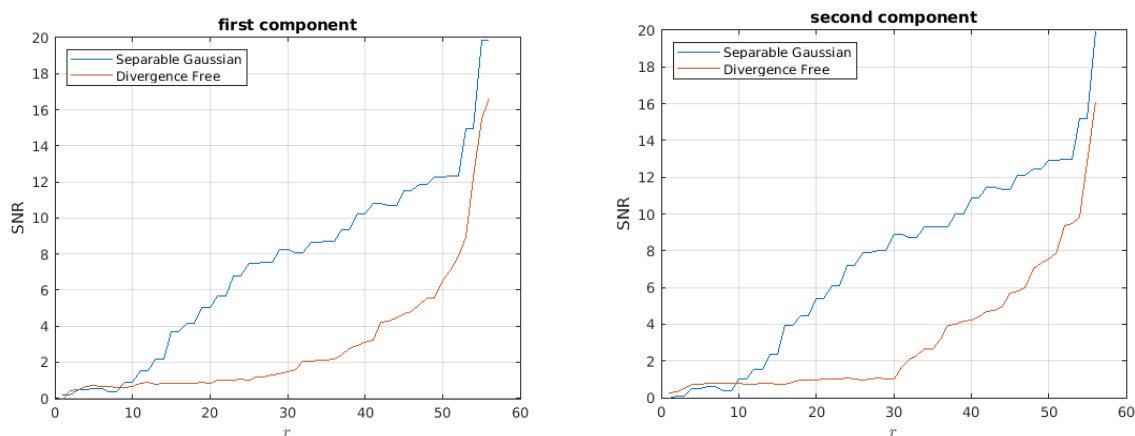 first component
20
18
16
14
12
10
8
6
4
2
0
SNR
Separable Gaussian
Divergence Free
0 10 20 30 40 50 60
r
second component
20
18
16
14
12
10
8
6
4
2
0
SNR
Separable Gaussian
Divergence Free
0 10 20 30 40 50 60
r